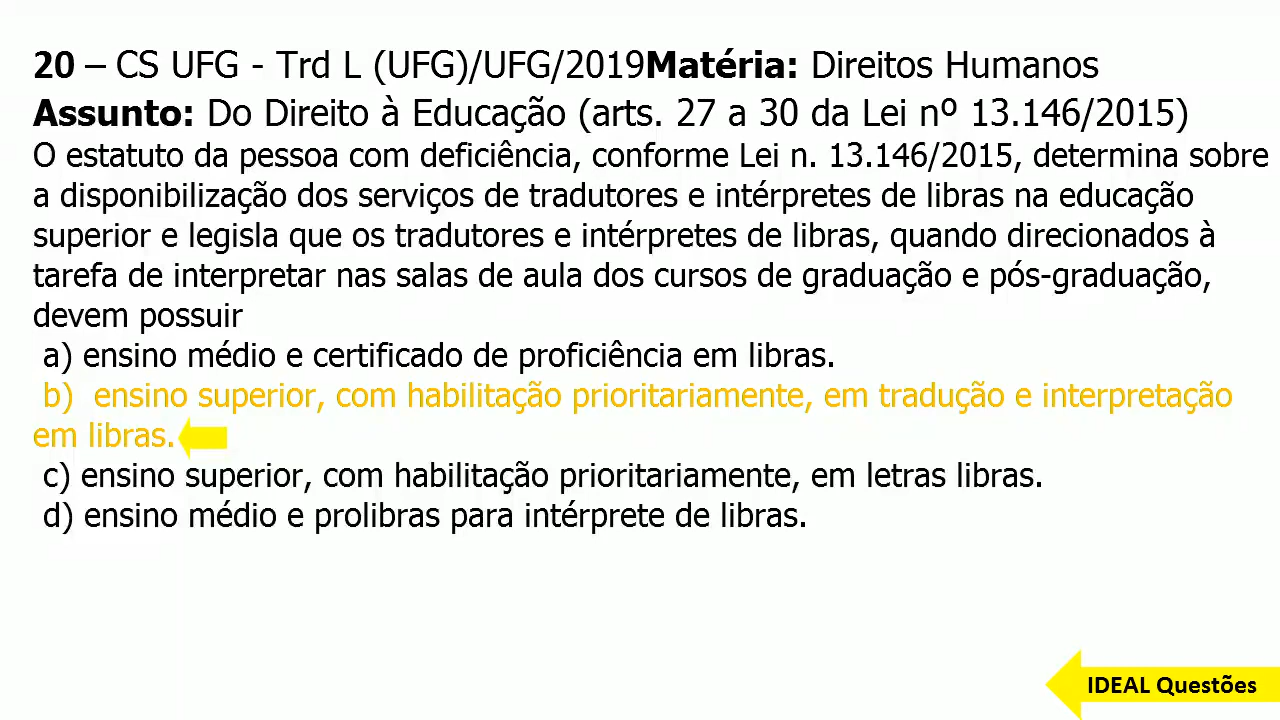 20 – CS UFG - Trd L (UFG)/UFG/2019Matéria: Direitos Humanos
Assunto: Do Direito à Educação (arts. 27 a 30 da Lei nº 13.146/2015)
O estatuto da pessoa com deficiência, conforme Lei n. 13.146/2015, determina sobre
a disponibilização dos serviços de tradutores e intérpretes de libras na educação
superior e legisla que os tradutores e intérpretes de libras, quando direcionados à
tarefa de interpretar nas salas de aula dos cursos de graduação e pós-graduação,
devem possuir
a) ensino médio e certificado de proficiência em libras.
b) ensino superior, com habilitação prioritariamente, em tradução e interpretação
em libras.
c) ensino superior, com habilitação prioritariamente, em letras libras.
d) ensino médio e prolibras para intérprete de libras.
IDEAL Questões